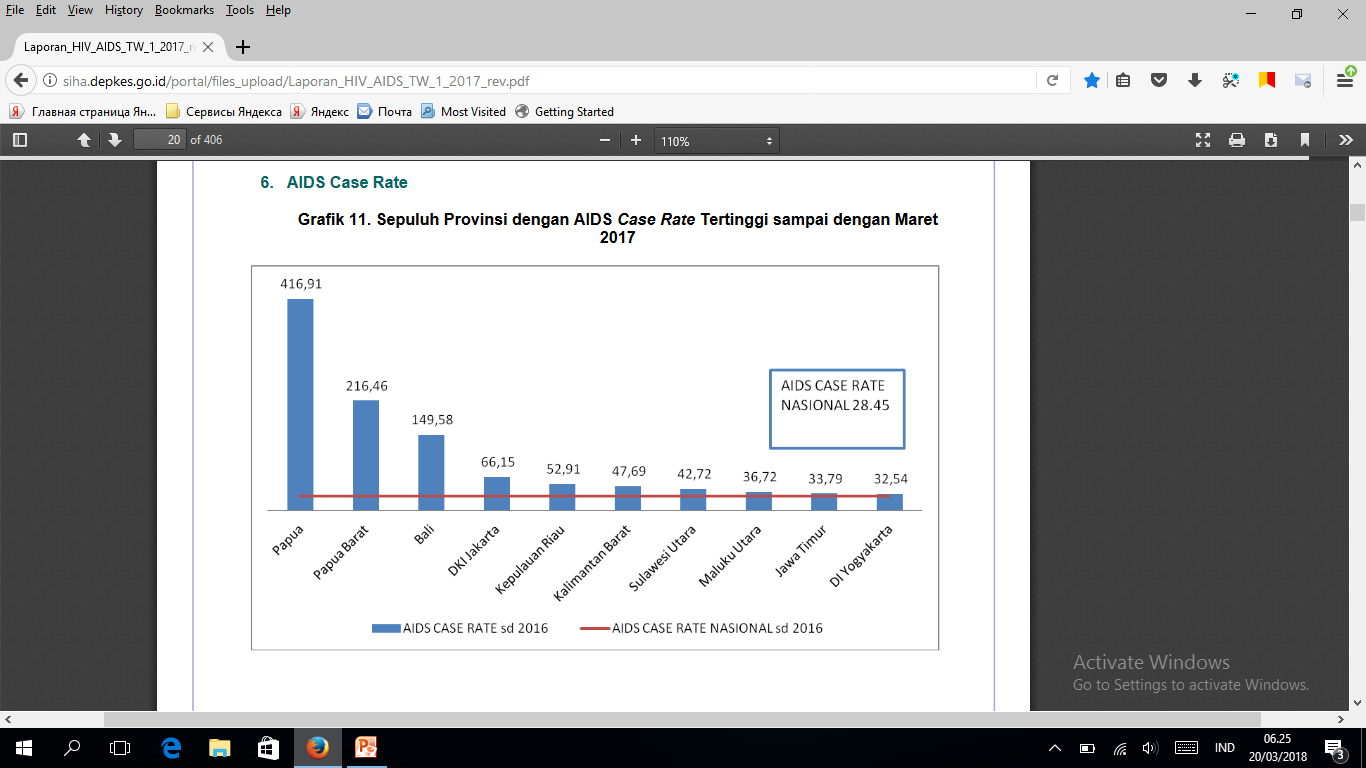 File Edit View History Bookmarks Tools Help
Laporan_HIV_AIDS_TW_1_2017_r
siha.depkes.go.id/portal/files_upload/Laporan_HIV_AIDS_TW_1_2017_rev.pdf
Главная страница Ян... Сервисы Яндекса Яндекс Почта Most Visited Getting Started
20 of 406 110%
6. AIDS Case Rate
Grafik 11. Sepuluh Provinsi dengan AIDS Case Rate Tertinggi sampai dengan Maret
2017
416,91
216,46
149,58
66,15
52,91
47,69
42,72
36,72
33,79
32,54
AIDS CASE RATE
NASIONAL 28.45
Papua
Papua Barat
Bali
DKI Jakarta
Kepulauan Riau
Kalimantan Barat
Sulawesi Utara
Maluku Utara
Jawa Timur
DI Yogyakarta
AIDS CASE RATE sd 2016 AIDS CASE RATE NASIONAL sd 2016
Activate Windows
Go to Settings to activate Windows.
IND
06.25
20/03/2018
3